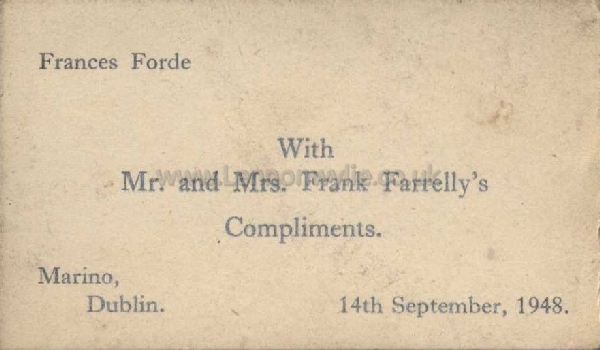 Frances Forde
With
Mr. and Mrs. Frank Farrelly's
Compliments.
Marino,
Dublin.
14th September, 1948.